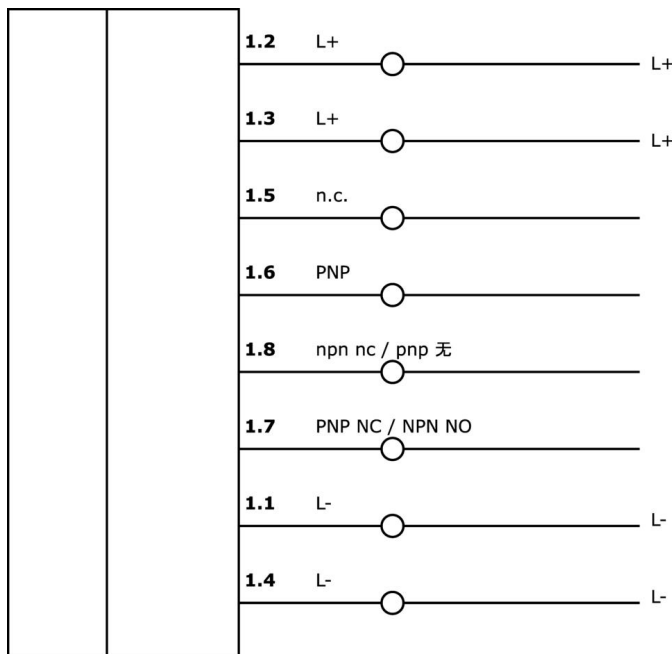 1.2 L+
L+
1.3 L+
L+
1.5 n.c.
1.6 PNP
1.8 npn nc / pnp 无
1.7 PNP NC / NPN NO
1.1 L-
L-
1.4 L-
L-